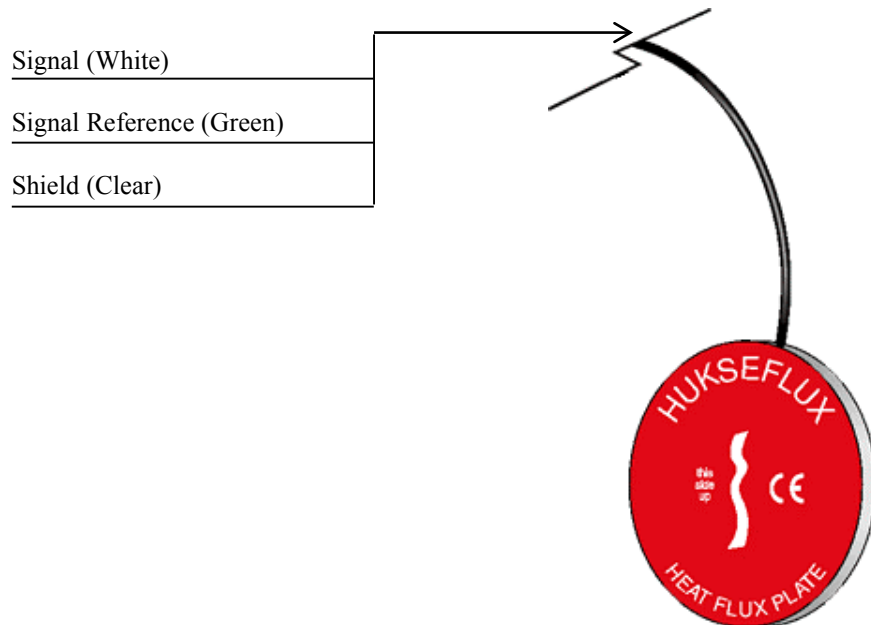 Signal (White)
Signal Reference (Green)
Shield (Clear)
HUKSEFLUX
this
side
up
CE
HEAT FLUX PLATE